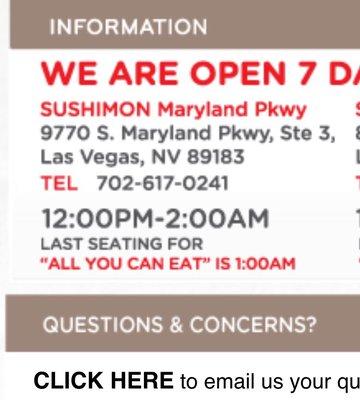 INFORMATION
WE ARE OPEN 7 DA
SUSHIMON Maryland Pkwy
9770 S. Maryland Pkwy, Ste 3,
Las Vegas, NV 89183
TEL 702-617-0241
12:00PM-2:00AM
LAST SEATING FOR
“ALL YOU CAN EAT” IS 1:00AM
QUESTIONS & CONCERNS?
CLICK HERE to email us your qu